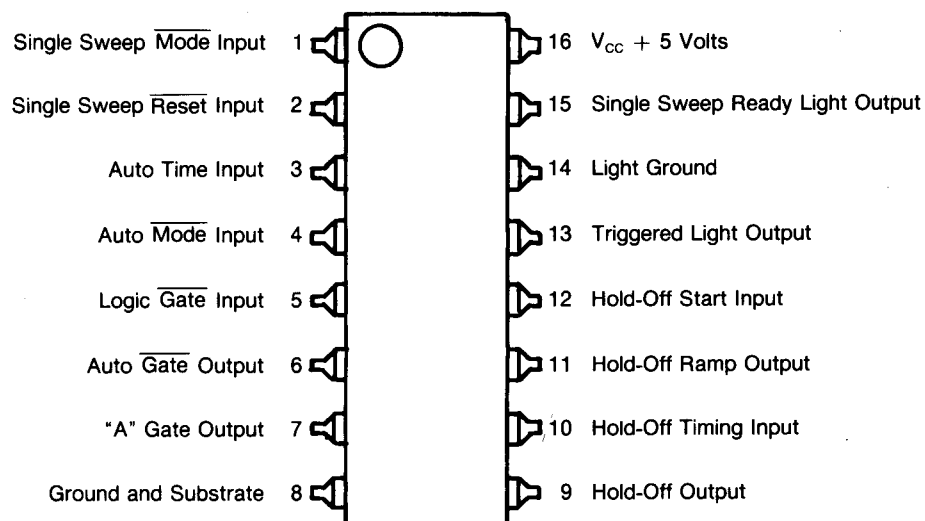 Single Sweep Mode Input 1
16 VCC + 5 Volts
Single Sweep Reset Input 2
15 Single Sweep Ready Light Output
Auto Time Input 3
14 Light Ground
Auto Mode Input 4
13 Triggered Light Output
Logic Gate Input 5
12 Hold-Off Start Input
Auto Gate Output 6
11 Hold-Off Ramp Output
"A" Gate Output 7
10 Hold-Off Timing Input
Ground and Substrate 8
9 Hold-Off Output